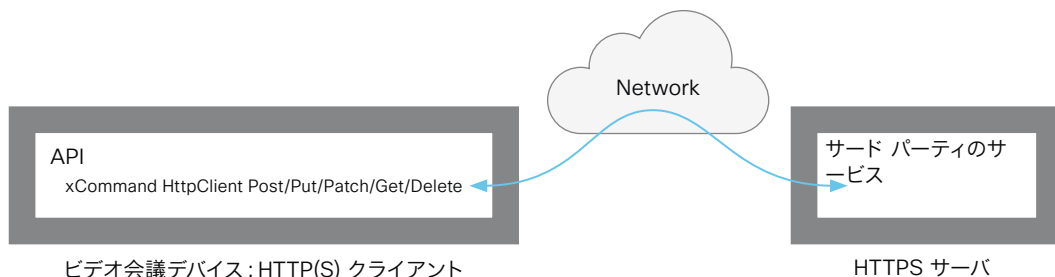 Network
API
xCommand HttpClient Post/Put/Patch/Get/Delete
サード パーティのサ
ービス
ビデオ会議デバイス : HTTP(S) クライアント
HTTPS サーバ